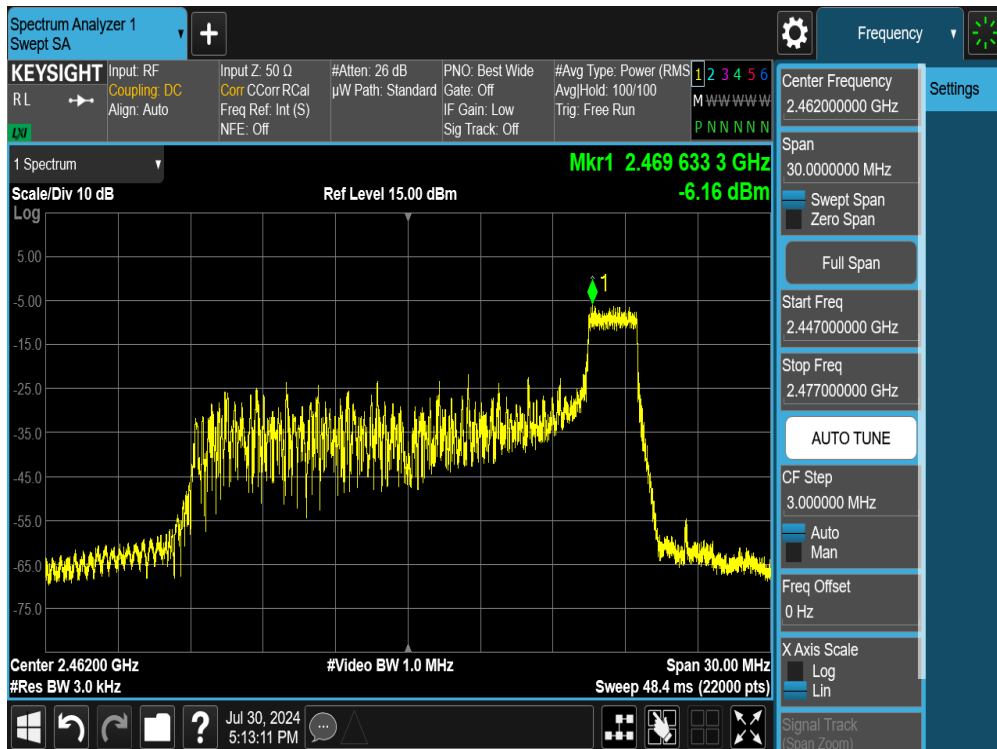 Spectrum Analyzer 1
Swept SA
+
Frequency
KEYSIGHT
R L
LXI
Input: RF
Coupling: DC
Align: Auto
Input Z: 50 Ω
Corr CCorr RCal
Freq Ref: Int (S)
NFE: Off
#Atten: 26 dB
µW Path: Standard
PNO: Best Wide
Gate: Off
IF Gain: Low
Sig Track: Off
#Avg Type: Power (RMS
Avg|Hold: 100/100
Trig: Free Run
1 2 3 4 5 6
M W W W W W
P N N N N N
1 Spectrum
Scale/Div 10 dB
Log
Ref Level 15.00 dBm
Mkr1 2.469 633 3 GHz
-6.16 dBm
1
5.00
-5.00
-15.0
-25.0
-35.0
-45.0
-55.0
-65.0
-75.0
Center 2.46200 GHz
#Video BW 1.0 MHz
Span 30.00 MHz
#Res BW 3.0 kHz
Sweep 48.4 ms (22000 pts)
Settings
Center Frequency
2.462000000 GHz
Span
30.0000000 MHz
Swept Span
Zero Span
Full Span
Start Freq
2.447000000 GHz
Stop Freq
2.477000000 GHz
AUTO TUNE
CF Step
3.000000 MHz
Auto
Man
Freq Offset
0 Hz
X Axis Scale
Log
Lin
Signal Track
(Span Zoom)
?
Jul 30, 2024
5:13:11 PM